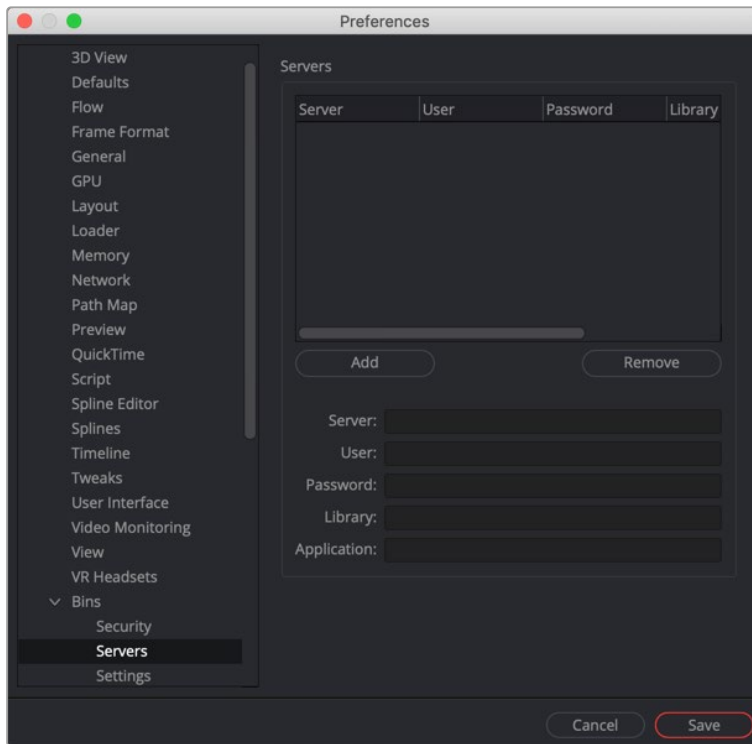 Preferences
3D View
Defaults
Flow
Frame Format
General
GPU
Layout
Loader
Memory
Network
Path Map
Preview
QuickTime
Script
Spline Editor
Splines
Timeline
Tweaks
User Interface
Video Monitoring
View
VR Headsets
Bins
Security
Servers
Settings
Servers
Server User Password Library
Add Remove
Server:
User:
Password:
Library:
Application:
Cancel Save